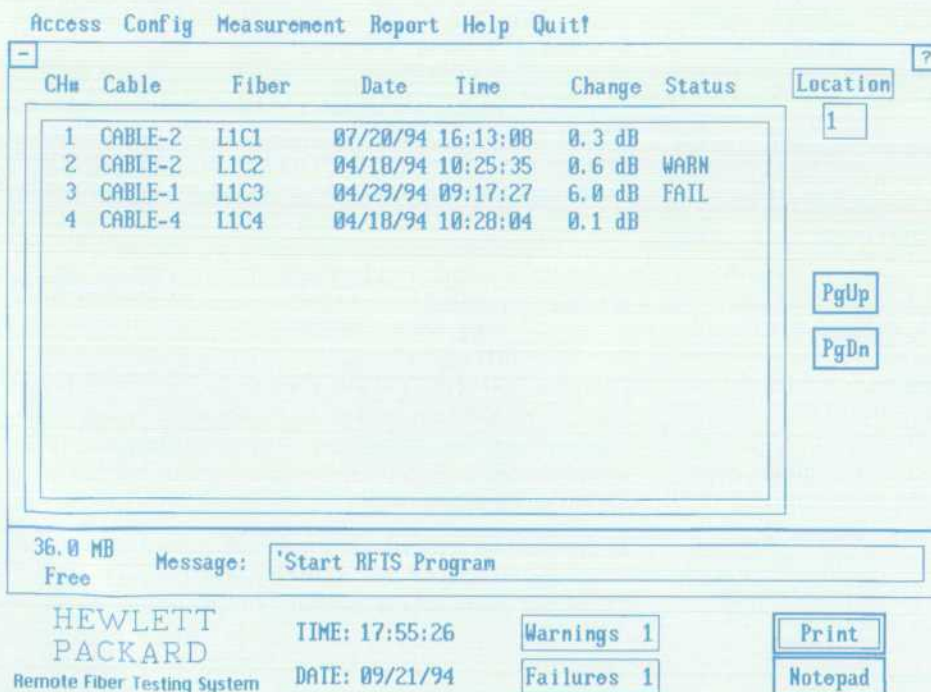 Access Config Measurement Report Help Quit!
- ?
CH# Cable Fiber Date Time Change Status Location
1
1 CABLE-2 L1C1 07/20/94 16:13:08 0.3 dB
2 CABLE-2 L1C2 04/18/94 10:25:35 0.6 dB WARN
3 CABLE-1 L1C3 04/29/94 09:17:27 6.0 dB FAIL
4 CABLE-4 L1C4 04/18/94 10:28:04 0.1 dB
PgUp
PgDn
36.0 MB
Free
Message: 'Start RFTS Program
HEWLETT
PACKARD
Remote Fiber Testing System
TIME: 17:55:26
DATE: 09/21/94
Warnings 1
Failures 1
Print
Notepad